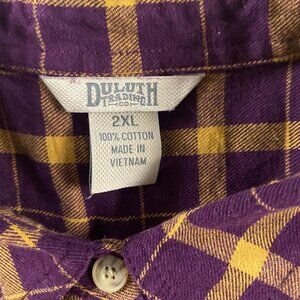 DULUTH
TRADING
CO
2XL
100% COTTON
MADE IN
VIETNAM